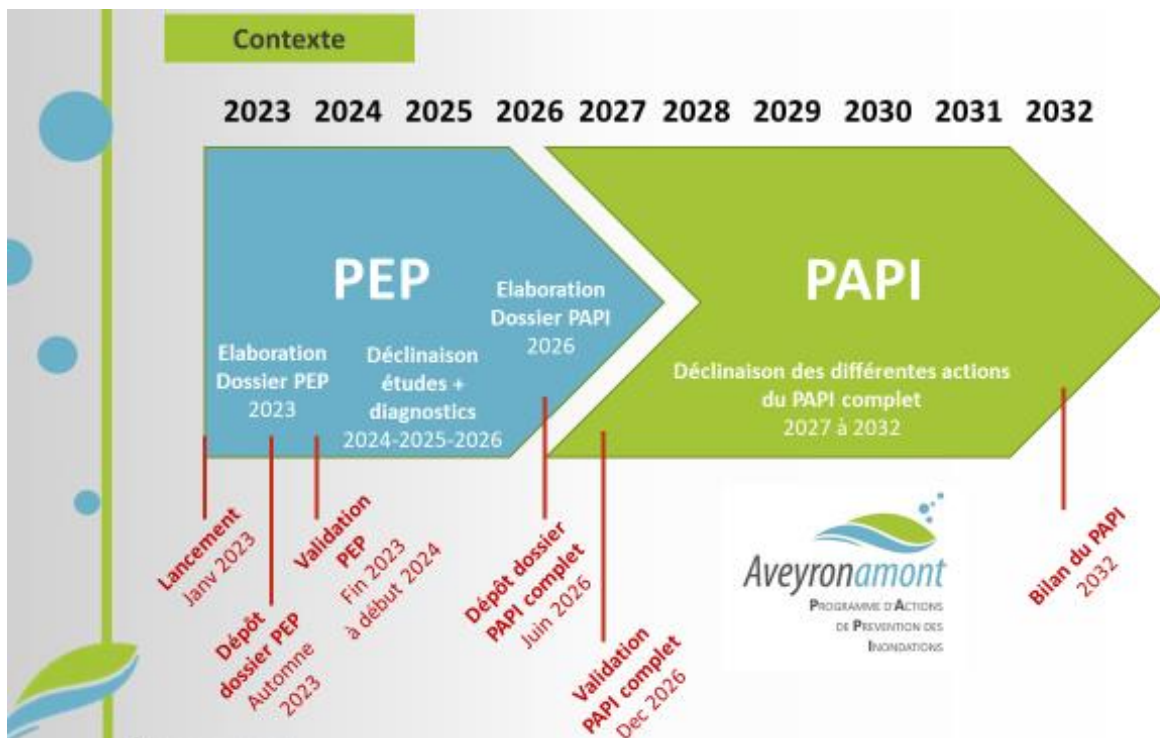 Contexte
2023 2024 2025 2026 2027 2028 2029 2030 2031 2032
PEP
Elaboration
Dossier PEP
2023
Déclinaison
études +
diagnostics
2024-2025-2026
Elaboration
Dossier PAPI
2026
PAPI
Déclinaison des différentes actions
du PAPI complet
2027 à 2032
Lancement
Janv 2023
Dépôt
dossier PEP
Automne
2023
Validation
PEP
Fin 2023
à début 2024
Dépôt dossier
PAPI complet
Juin 2026
Validation
PAPI complet
Dec 2026
Bilan du PAPI
2032
Aveyronamont
PROGRAMME D'ACTIONS
DE PREVENTION DES
INONDATIONS